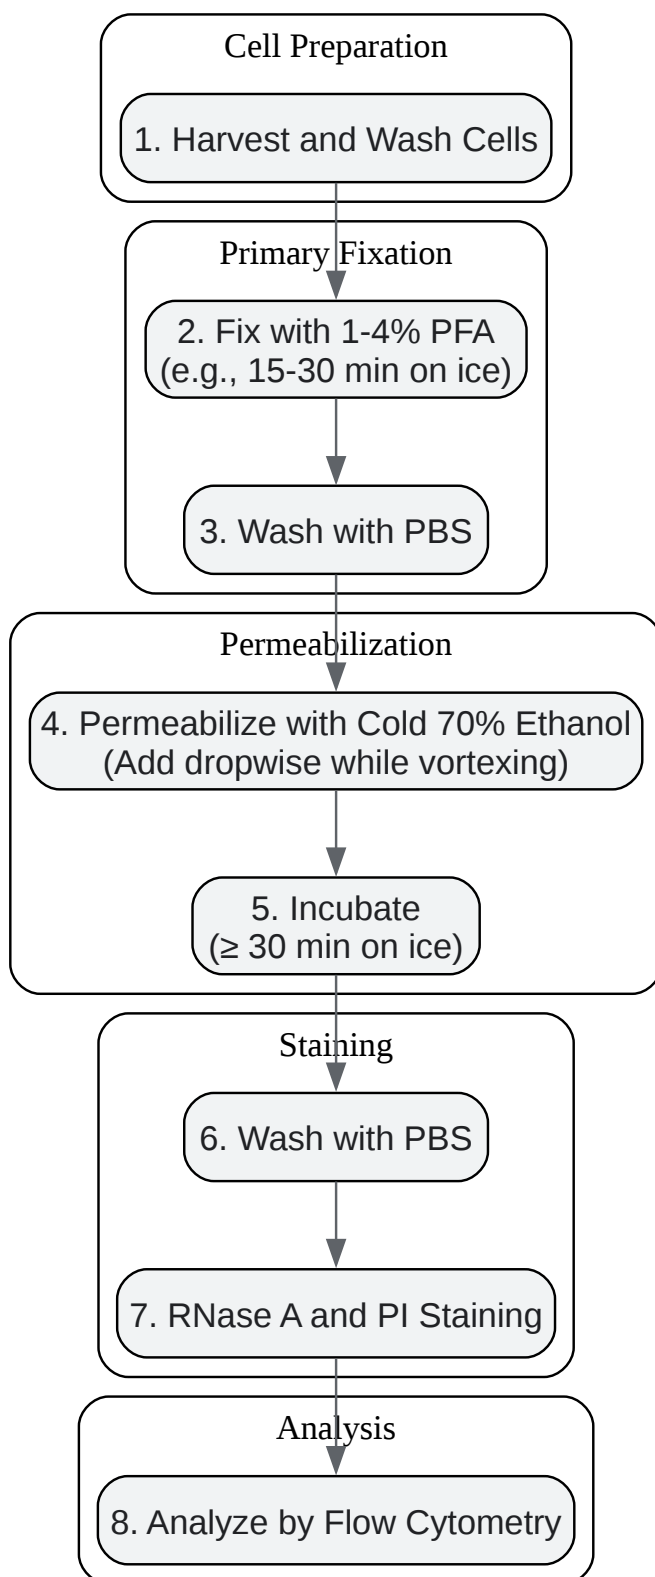 Cell Preparation
1. Harvest and Wash Cells
Primary Fixation
2. Fix with 1-4% PFA
(e.g., 15-30 min on ice)
3. Wash with PBS
Permeabilization
4. Permeabilize with Cold 70% Ethanol
(Add dropwise while vortexing)
5. Incubate
(≥ 30 min on ice)
Staining
6. Wash with PBS
7. RNase A and PI Staining
Analysis
8. Analyze by Flow Cytometry